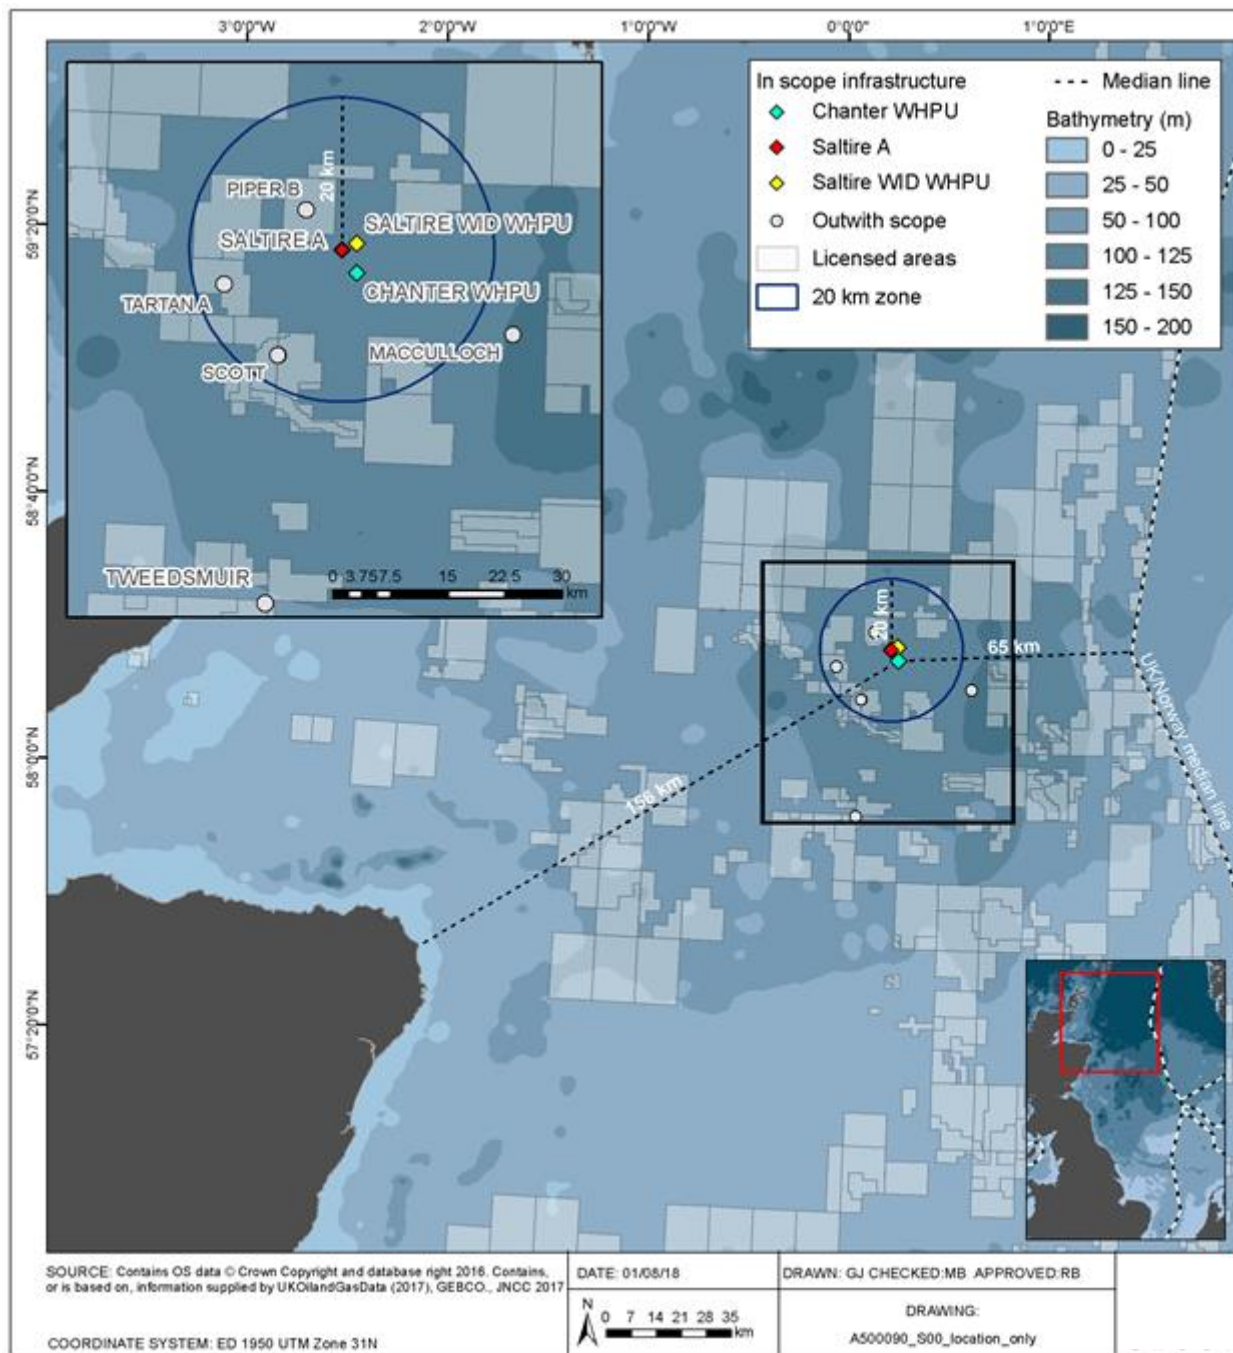 3°0'0"W
2°0'0"W
1°0'0"W
0°0'0"
1°0'0"E
59°20'0"N
58°40'0"N
58°0'0"N
57°20'0"N
20 km
PIPER B
SALTIRE WID WHPU
SALTIRE A
CHANTER WHPU
TARTAN A
MACCULLOCH
SCOTT
TWEEDSMUIR
0 3.75 7.5 15 22.5 30
km
In scope infrastructure
Chanter WHPU
Saltire A
Saltire WID WHPU
Outwith scope
Licensed areas
20 km zone
Median line
Bathymetry (m)
0 - 25
25 - 50
50 - 100
100 - 125
125 - 150
150 - 200
20 km
65 km
156 km
UK/Norway median line
SOURCE: Contains OS data © Crown Copyright and database right 2016. Contains,
or is based on, information supplied by UKOilandGasData (2017), GEBCO., JNCC 2017
COORDINATE SYSTEM: ED 1950 UTM Zone 31N
DATE: 01/08/18
N
0 7 14 21 28 35
km
DRAWN: GJ CHECKED:MB APPROVED:RB
DRAWING:
A500090_S00_location_only